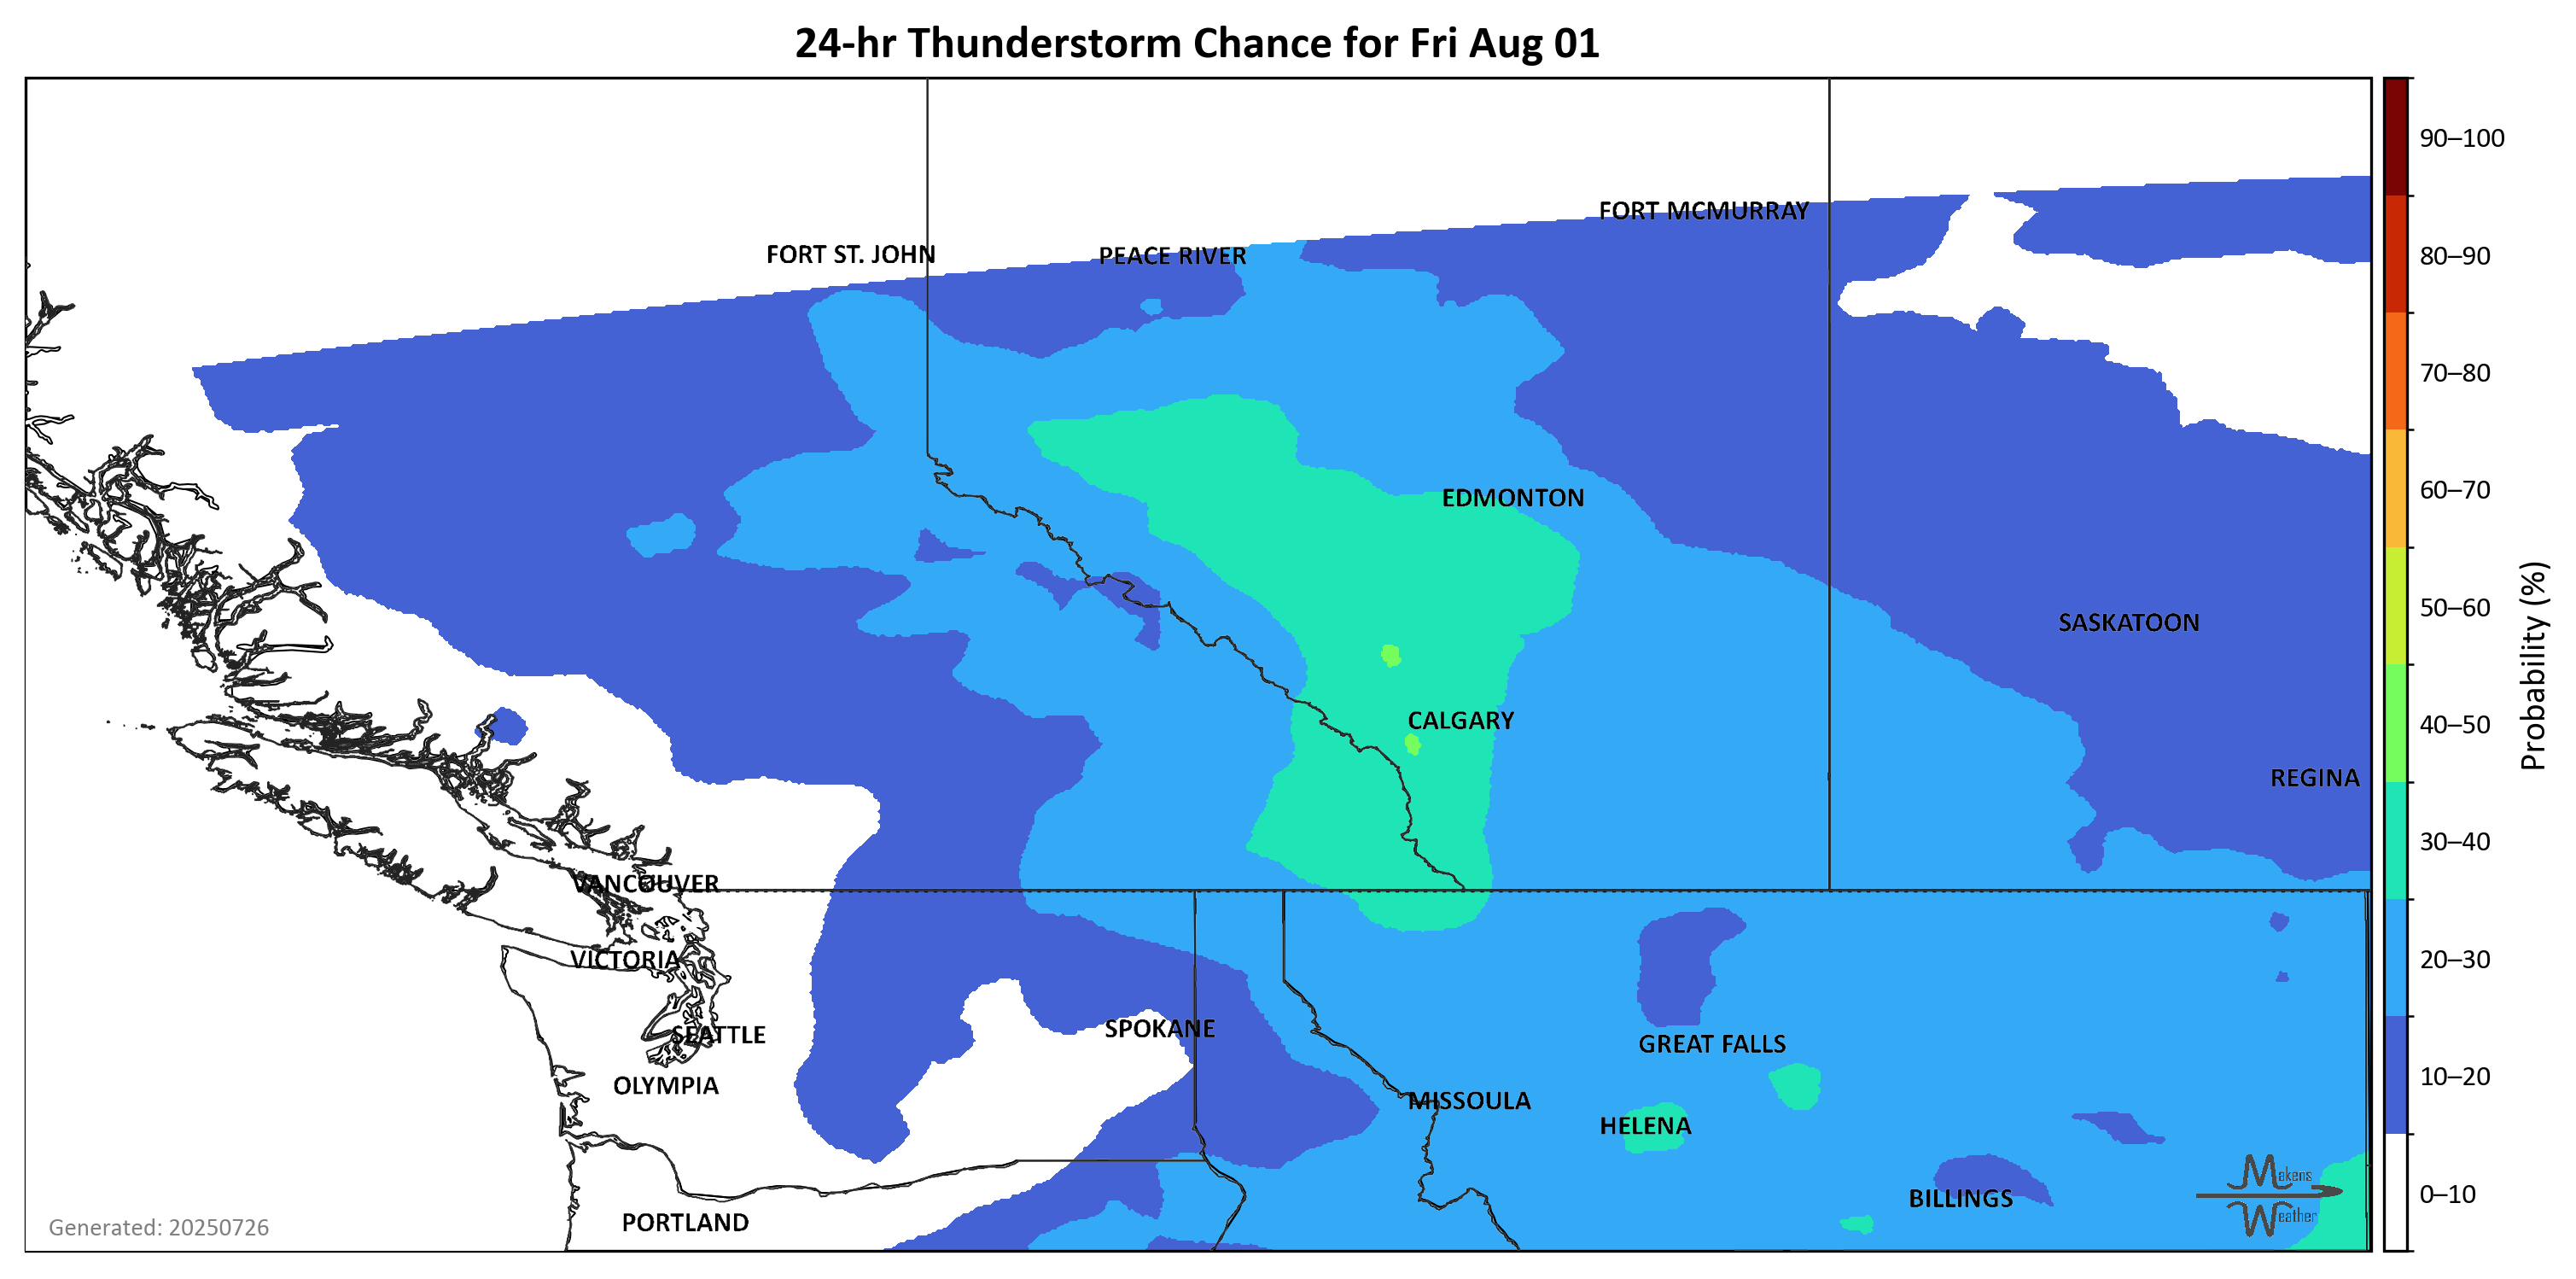 24-hr Thunderstorm Chance for Fri Aug 01
FORT MCMURRAY
FORT ST. JOHN
PEACE RIVER
EDMONTON
SASKATOON
CALGARY
REGINA
VANCOUVER
VICTORIA
SEATTLE
SPOKANE
GREAT FALLS
OLYMPIA
MISSOULA
HELENA
BILLINGS
PORTLAND
Makens
Weather
Generated: 20250726
90–100
80–90
70–80
60–70
50–60
40–50
30–40
20–30
10–20
0–10
Probability (%)